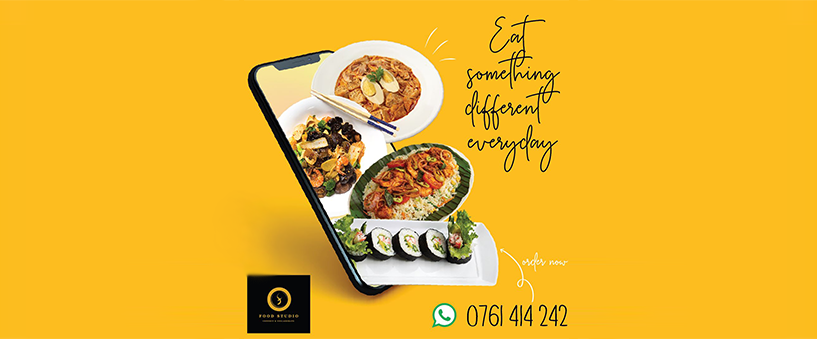 Eat
something
different
everyday
order now
0761 414 242
FOOD STUDIO